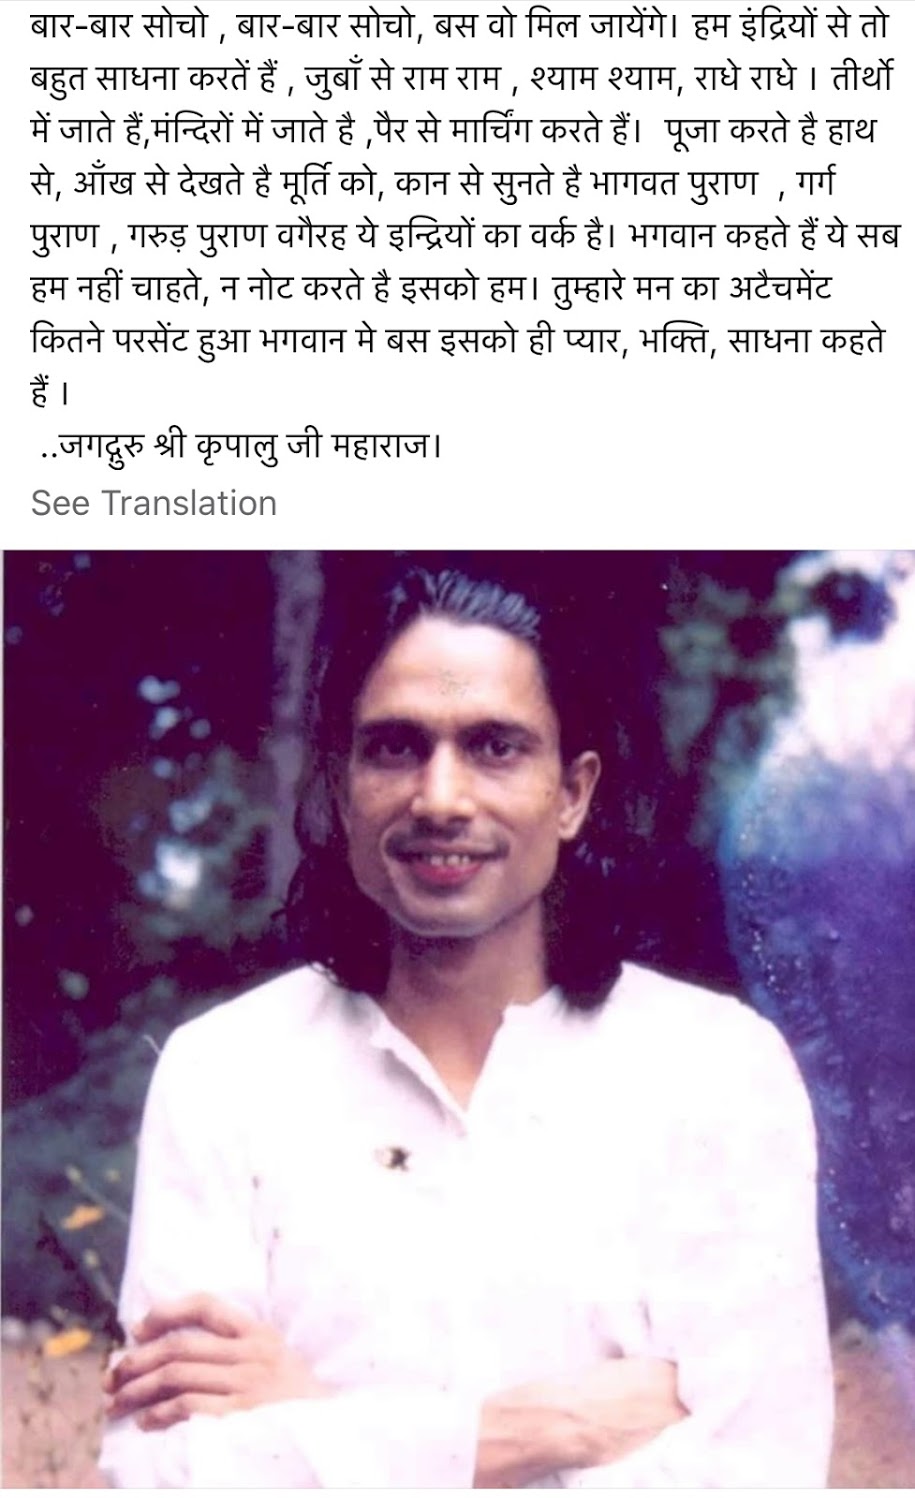 बार-बार सोचो , बार-बार सोचो, बस वो मिल जायेंगे। हम इंद्रियों से तो
बहुत साधना करतें हैं , जुबाँ से राम राम , श्याम श्याम, राधे राधे । तीर्थो
में जाते हैं,मंन्दिरों में जाते है ,पैर से मार्चिंग करते हैं।  पूजा करते है हाथ
से, आँख से देखते है मूर्ति को, कान से सुनते है भागवत पुराण  , गर्ग
पुराण , गरुड़ पुराण वगैरह ये इन्द्रियों का वर्क है। भगवान कहते हैं ये सब
हम नहीं चाहते, न नोट करते है इसको हम। तुम्हारे मन का अटैचमेंट
कितने परसेंट हुआ भगवान मे बस इसको ही प्यार, भक्ति, साधना कहते
हैं ।
..जगद्गुरु श्री कृपालु जी महाराज।
See Translation